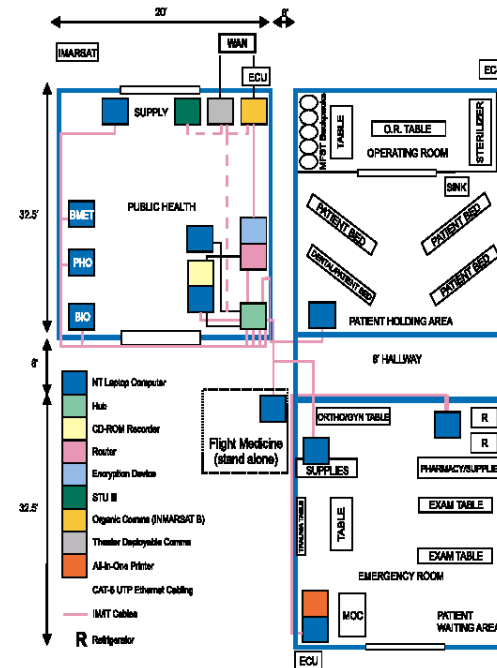 20'
6'
IMARSAT
WAN
ECU
EC
SUPPLY
32.5'
PUBLIC HEALTH
BMET
PHO
BIO
MFST Backpacks
TABLE
O.R. TABLE
STERILIZER
OPERATING ROOM
SINK
PATIENT BED
PATIENT BED
DENTAL PATIENT BED
PATIENT BED
PATIENT HOLDING AREA
6' HALLWAY
6'
NT Laptop Computer
Hub
CD-ROM Recorder
Router
Encryption Device
STU III
Organic Comms (INMARSAT B)
Theater Deployable Comms
All-In-One Printer
CAT-5 UTP Ethernet Cabling
IM/IT Cables
R Refrigerator
32.5'
Flight Medicine
(stand alone)
ORTHO/GYN TABLE
R
R
SUPPLIES
PHARMACY/SUPPLIE
TRAUMA TABLE
TABLE
EXAM TABLE
EXAM TABLE
EMERGENCY ROOM
MOC
PATIENT
WAITING AREA
ECU